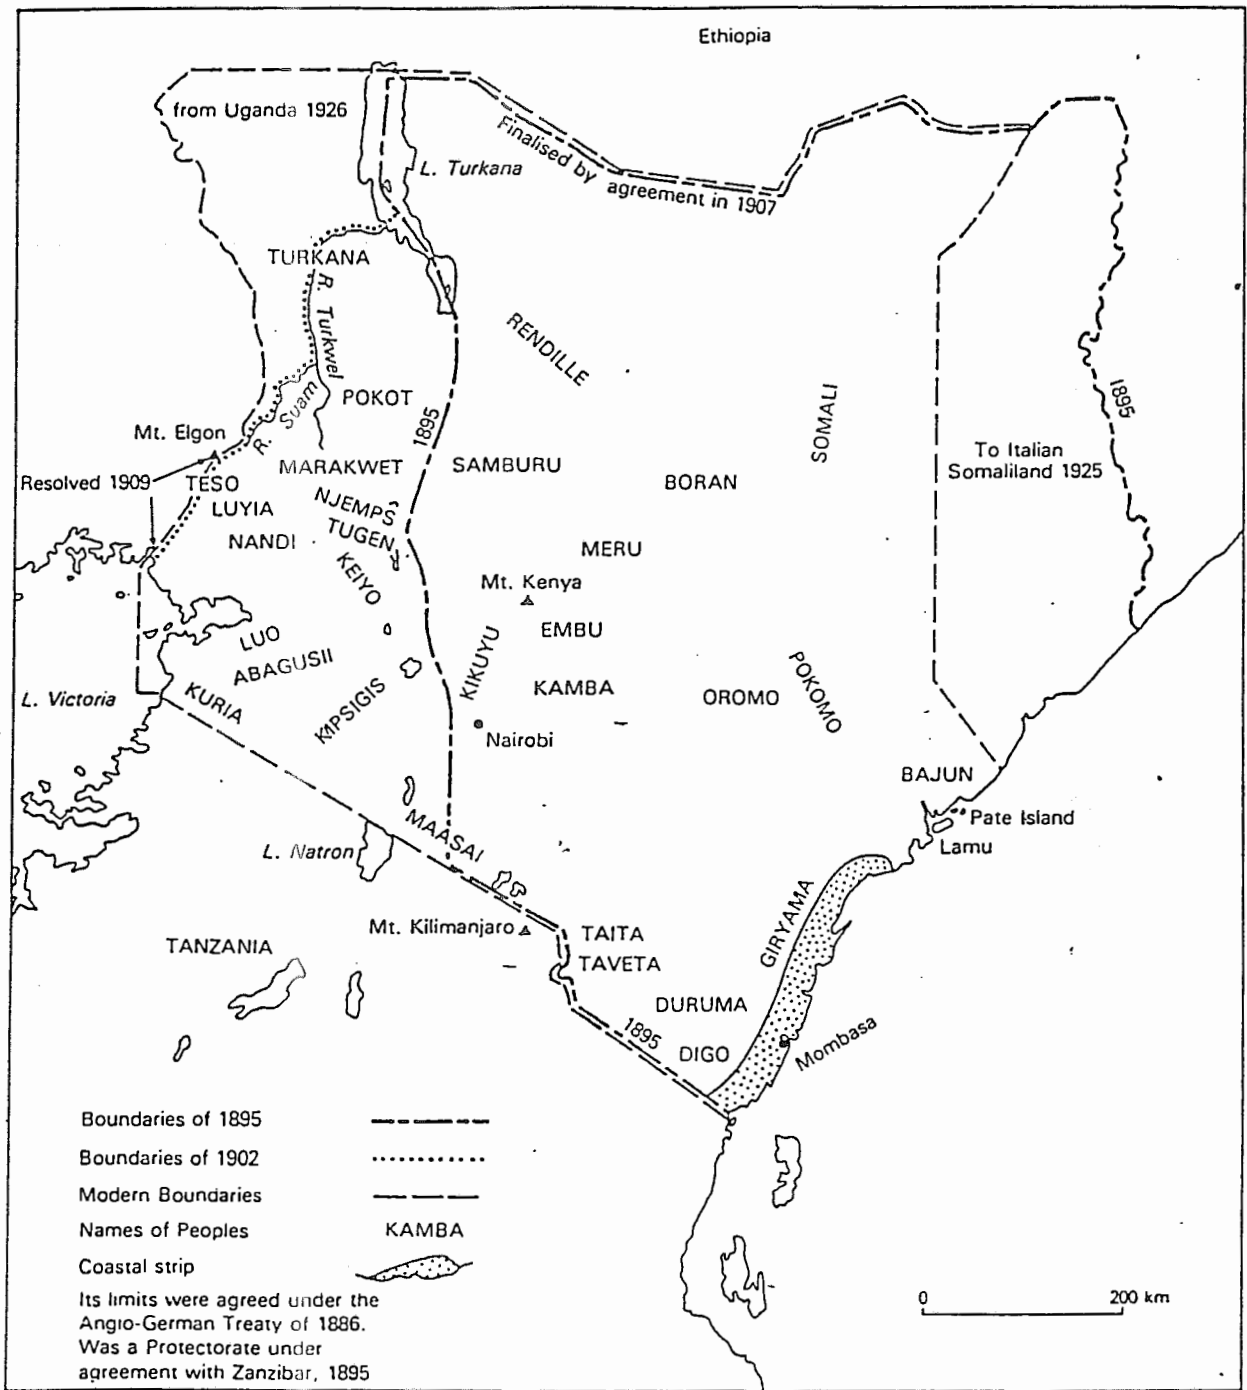 Ethiopia
from Uganda 1926
Finalised by
agreement in 1907
L. Turkana
TURKANA
R. Turkwel
RENDILLE
POKOT
R. Suam
1895
1895
SOMALI
Mt. Elgon
To Italian
Somaliland 1925
MARAKWET
SAMBURU
BORAN
Resolved 1909
TESO
LUYIA
NJEMPS
TUGEN
NANDI
KEIYO
MERU
Mt. Kenya
EMBU
LUO
ABAGUSII
KIKUYU
KAMBA
OROMO
POKOMO
L. Victoria
KURIA
KIPSIGIS
Nairobi
BAJUN
Pate Island
Lamu
MAASAI
L. Natron
GIRYAMA
Mt. Kilimanjaro
TAITA
TAVETA
TANZANIA
DURUMA
1895
DIGO
Mombasa
Boundaries of 1895
Boundaries of 1902
Modern Boundaries
Names of Peoples KAMBA
Coastal strip
Its limits were agreed under the
Anglo-German Treaty of 1886.
Was a Protectorate under
agreement with Zanzibar, 1895
0 200 km